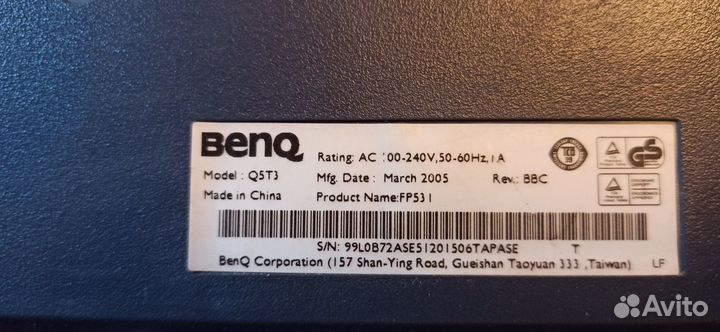 BenQ
Rating: AC 100-240V,50-60Hz,1A
Model : Q5T3
Mfg. Date : March 2005
Rev.: BBC
Made in China
Product Name:FP531
S/N: 99L0B72ASE51201506TAPASE T
BenQ Corporation (157 Shan-Ying Road, Gueishan Taoyuan 333 ,Taiwan) LF
Avito